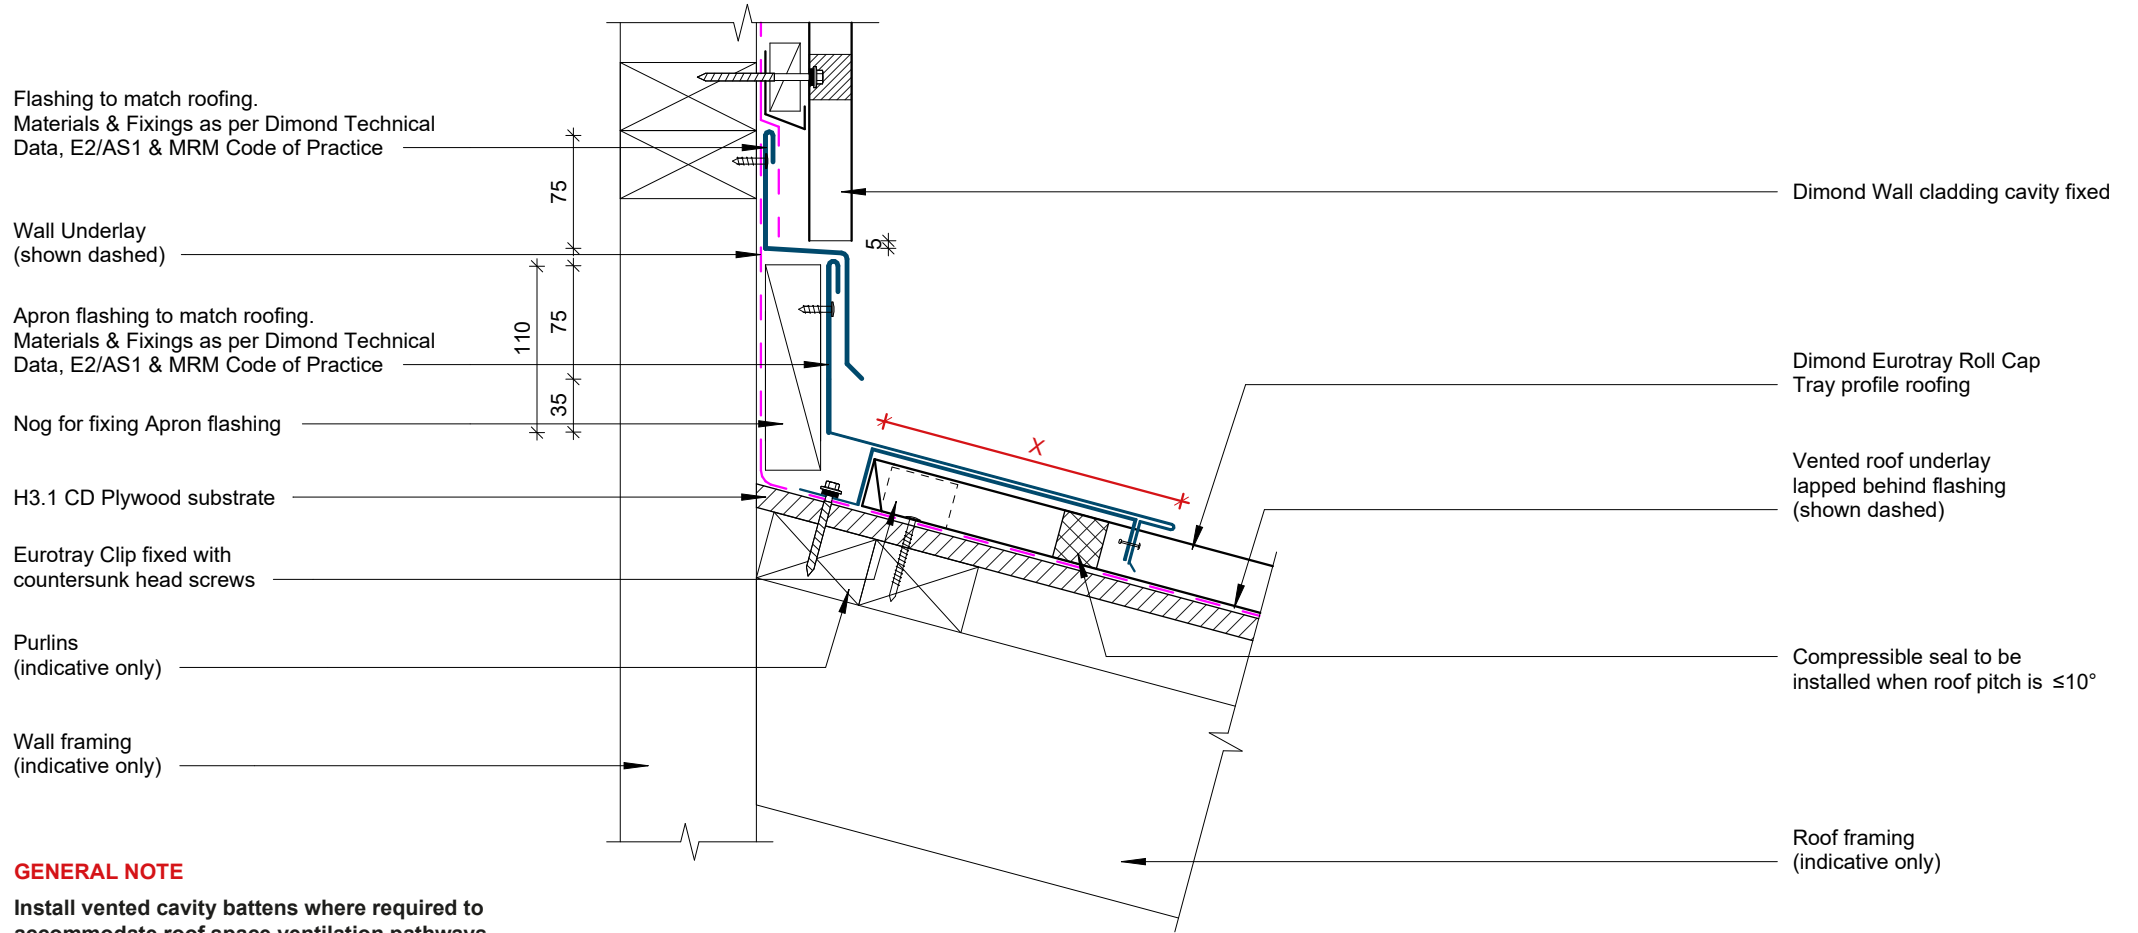 Flashing to match roofing.
Materials & Fixings as per Dimond Technical
Data, E2/AS1 & MRM Code of Practice
Wall Underlay
(shown dashed)
Apron flashing to match roofing.
Materials & Fixings as per Dimond Technical
Data, E2/AS1 & MRM Code of Practice
Nog for fixing Apron flashing
H3.1 CD Plywood substrate
Eurotray Clip fixed with
countersunk head screws
Purlins
(indicative only)
Wall framing
(indicative only)
75
110
75
35
5
X
Dimond Wall cladding cavity fixed
Dimond Eurotray Roll Cap
Tray profile roofing
Vented roof underlay
lapped behind flashing
(shown dashed)
Compressible seal to be
installed when roof pitch is ≤10°
Roof framing
(indicative only)
GENERAL NOTE
Install vented cavity battens where required to
accommodate roof space ventilation pathways